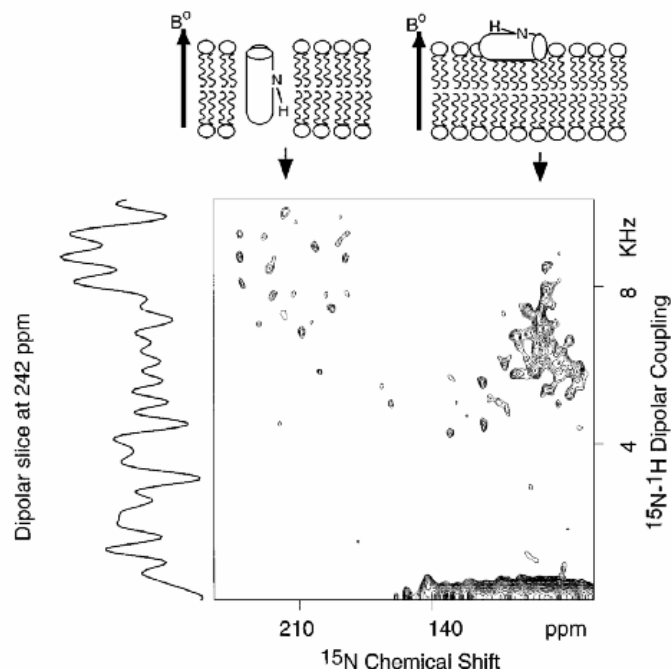 B°
B°
N
H
H
N
Dipolar slice at 242 ppm
KHz
8
4
¹⁵N-¹H Dipolar Coupling
210
140
ppm
¹⁵N Chemical Shift